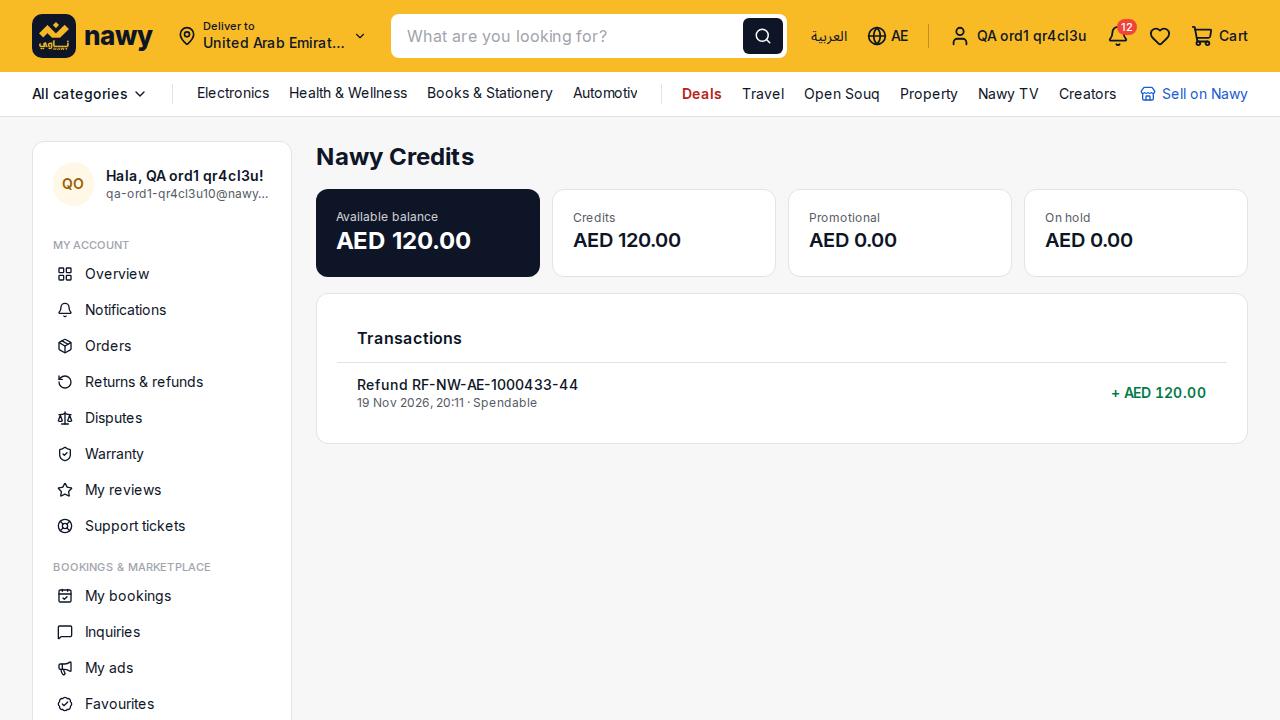 نـــاوي
nawy
Deliver to
United Arab Emirat...
What are you looking for?
العربية
AE
QA ord1 qr4cl3u
12
Cart
All categories
Electronics
Health & Wellness
Books & Stationery
Automotiv
Deals
Travel
Open Souq
Property
Nawy TV
Creators
Sell on Nawy
QO
Hala, QA ord1 qr4cl3u!
qa-ord1-qr4cl3u10@nawy...
MY ACCOUNT
Overview
Notifications
Orders
Returns & refunds
Disputes
Warranty
My reviews
Support tickets
BOOKINGS & MARKETPLACE
My bookings
Inquiries
My ads
Favourites
Nawy Credits
Available balance
AED 120.00
Credits
AED 120.00
Promotional
AED 0.00
On hold
AED 0.00
Transactions
Refund RF-NW-AE-1000433-44
19 Nov 2026, 20:11 · Spendable
+ AED 120.00